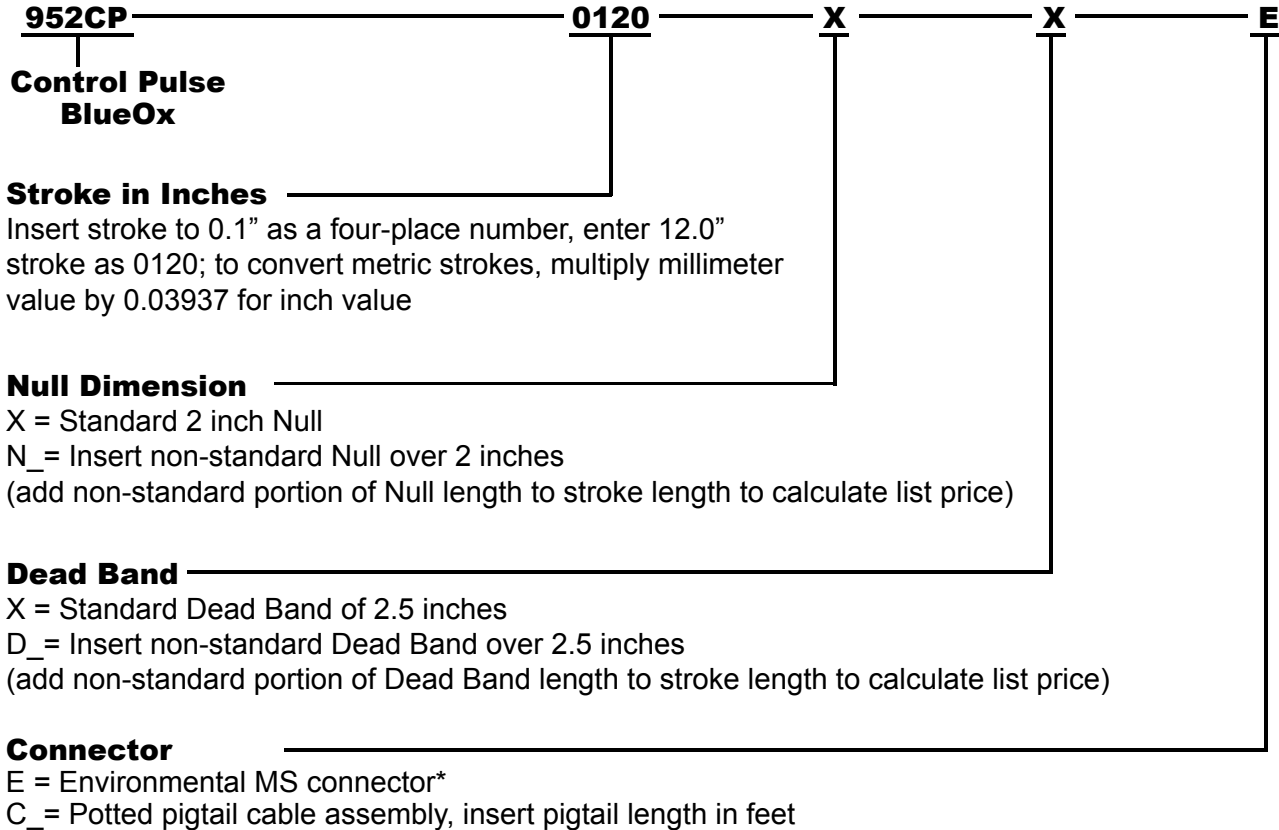 952CP 0120 X X E
Control Pulse
BlueOx
Stroke in Inches
Insert stroke to 0.1” as a four-place number, enter 12.0”
stroke as 0120; to convert metric strokes, multiply millimeter
value by 0.03937 for inch value
Null Dimension
X = Standard 2 inch Null
N_= Insert non-standard Null over 2 inches
(add non-standard portion of Null length to stroke length to calculate list price)
Dead Band
X = Standard Dead Band of 2.5 inches
D_= Insert non-standard Dead Band over 2.5 inches
(add non-standard portion of Dead Band length to stroke length to calculate list price)
Connector
E = Environmental MS connector*
C_= Potted pigtail cable assembly, insert pigtail length in feet